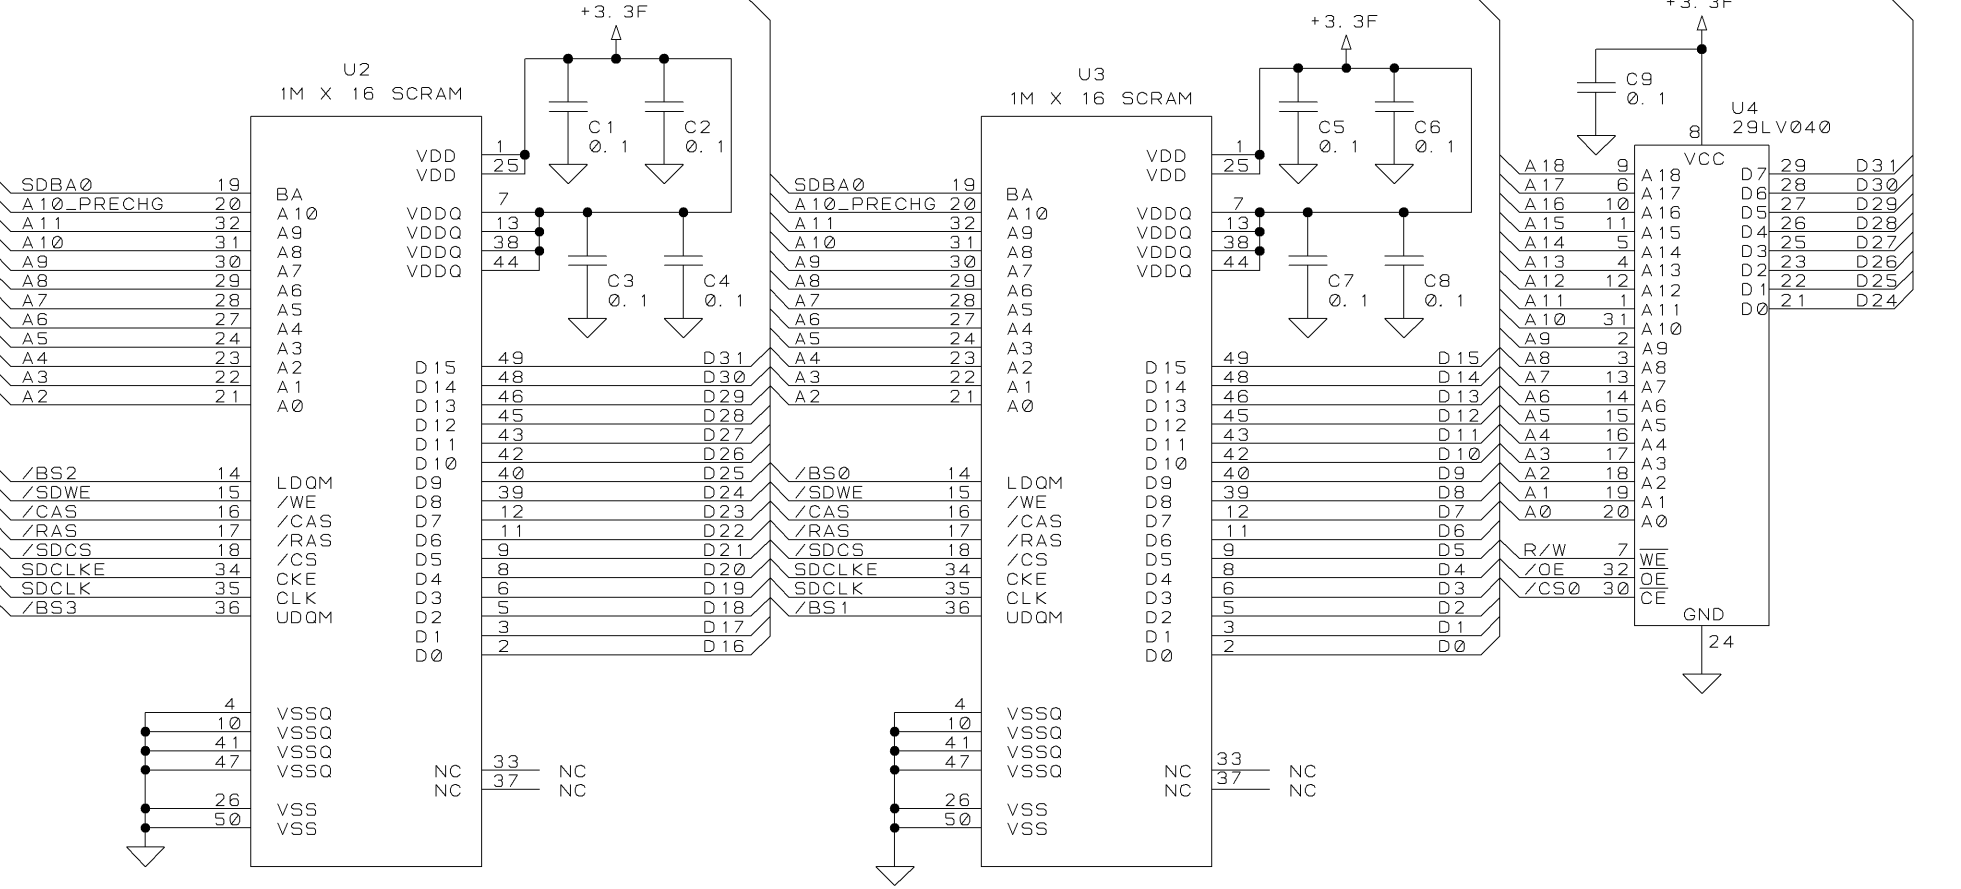 +3.3F
U2
1M X 16 SCRAM
C1
0.1
C2
0.1
VDD 1
VDD 25
VDDQ 7
VDDQ 13
VDDQ 38
VDDQ 44
C3
0.1
C4
0.1
SDBA0 19 BA
A10_PRECHG 20 A10
A11 32 A9
A10 31 A8
A9 30 A7
A8 29 A6
A7 28 A5
A6 27 A4
A5 24 A3
A4 23 A2
A3 22 A1
A2 21 A0
/BS2 14 LDQM
/SDWE 15 /WE
/CAS 16 /CAS
/RAS 17 /RAS
/SDCS 18 /CS
SDCLKE 34 CKE
SDCLK 35 CLK
/BS3 36 UDQM
D15 49 D31
D14 48 D30
D13 46 D29
D12 45 D28
D11 43 D27
D10 42 D26
D9 40 D25
D8 39 D24
D7 12 D23
D6 11 D22
D5 9 D21
D4 8 D20
D3 6 D19
D2 5 D18
D1 3 D17
D0 2 D16
4 VSSQ
10 VSSQ
41 VSSQ
47 VSSQ
26 VSS
50 VSS
NC 33 NC
NC 37 NC
+3.3F
U3
1M X 16 SCRAM
C5
0.1
C6
0.1
VDD 1
VDD 25
VDDQ 7
VDDQ 13
VDDQ 38
VDDQ 44
C7
0.1
C8
0.1
SDBA0 19 BA
A10_PRECHG 20 A10
A11 32 A9
A10 31 A8
A9 30 A7
A8 29 A6
A7 28 A5
A6 27 A4
A5 24 A3
A4 23 A2
A3 22 A1
A2 21 A0
/BS0 14 LDQM
/SDWE 15 /WE
/CAS 16 /CAS
/RAS 17 /RAS
/SDCS 18 /CS
SDCLKE 34 CKE
SDCLK 35 CLK
/BS1 36 UDQM
D15 49 D15
D14 48 D14
D13 46 D13
D12 45 D12
D11 43 D11
D10 42 D10
D9 40 D9
D8 39 D8
D7 12 D7
D6 11 D6
D5 9 D5
D4 8 D4
D3 6 D3
D2 5 D2
D1 3 D1
D0 2 D0
4 VSSQ
10 VSSQ
41 VSSQ
47 VSSQ
26 VSS
50 VSS
NC 33 NC
NC 37 NC
+3.3F
C9
0.1
U4
29LV040
8
VCC
A18 9 A18
A17 6 A17
A16 10 A16
A15 11 A15
A14 5 A14
A13 4 A13
A12 12 A12
A11 1 A11
A10 31 A10
A9 2 A9
A8 3 A8
A7 13 A7
A6 14 A6
A5 15 A5
A4 16 A4
A3 17 A3
A2 18 A2
A1 19 A1
A0 20 A0
R/W 7 WE
/OE 32 OE
/CS0 30 CE
D7 29 D31
D6 28 D30
D5 27 D29
D4 26 D28
D3 25 D27
D2 23 D26
D1 22 D25
D0 21 D24
GND
24